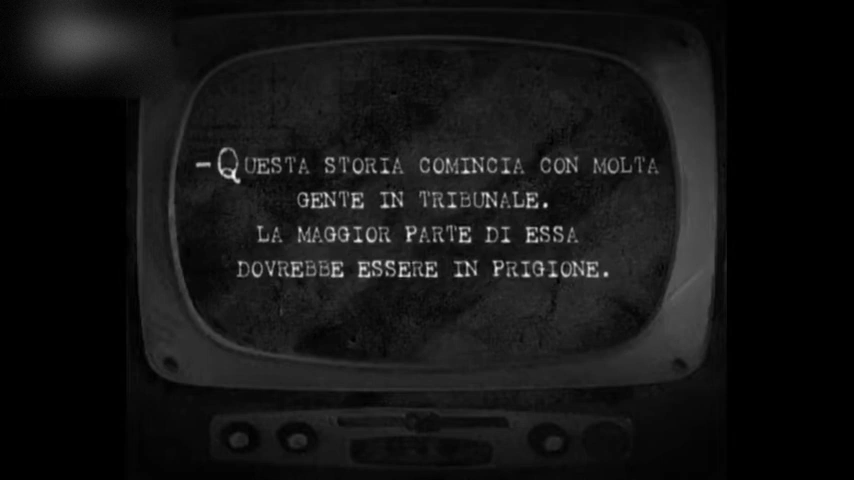 -Questa storia comincia con molta
gente in tribunale.
La maggior parte di essa
dovrebbe essere in prigione.